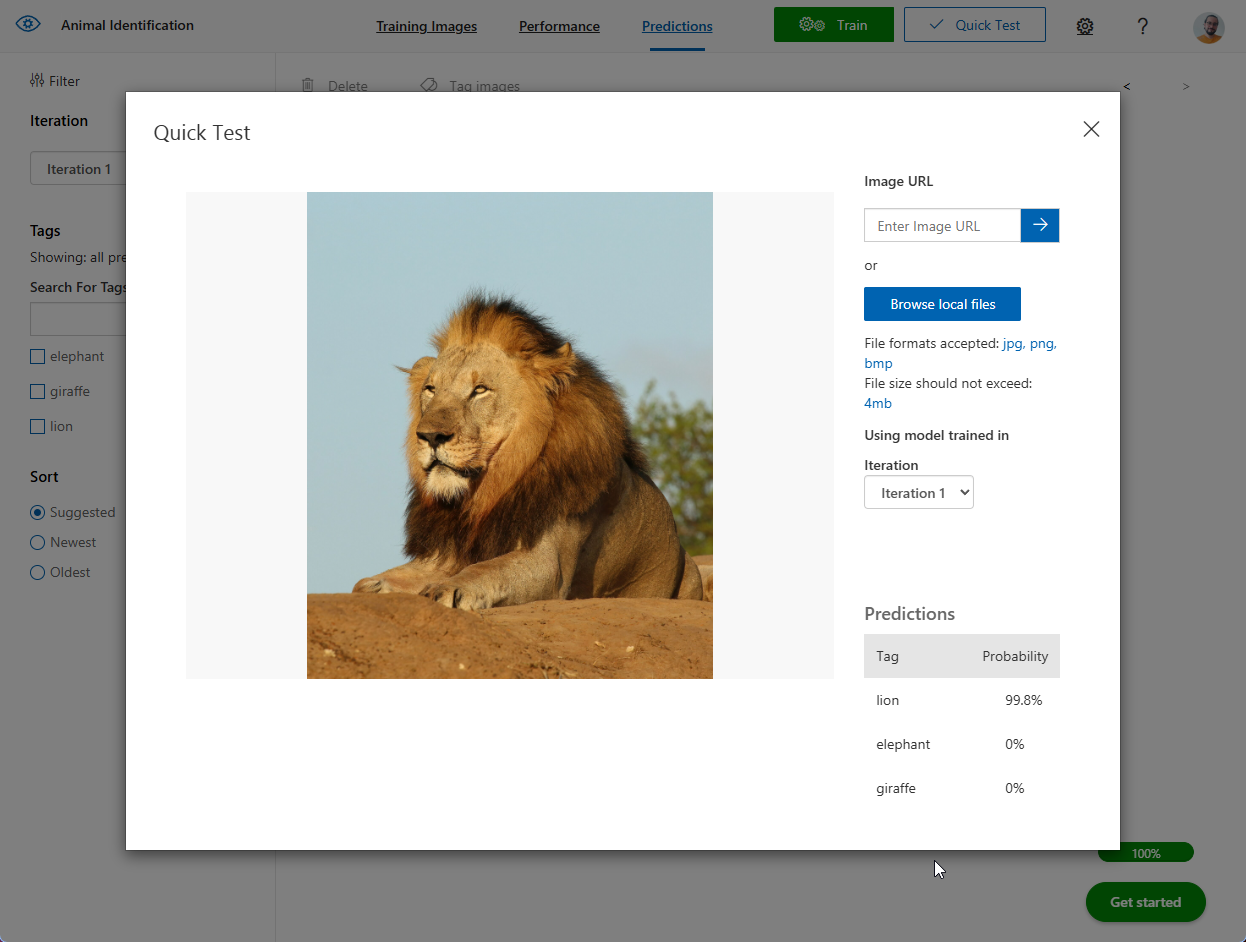 Animal Identification
Training Images
Performance
Predictions
Train
Quick Test
?
Filter
Delete
Tag images
<
>
Iteration
Iteration 1
Tags
Showing: all pre
Search For Tags
elephant
giraffe
lion
Sort
Suggested
Newest
Oldest
Quick Test
Image URL
Enter Image URL
or
Browse local files
File formats accepted: jpg, png,
bmp
File size should not exceed:
4mb
Using model trained in
Iteration
Iteration 1
Predictions
Tag Probability
lion 99.8%
elephant 0%
giraffe 0%
100%
Get started